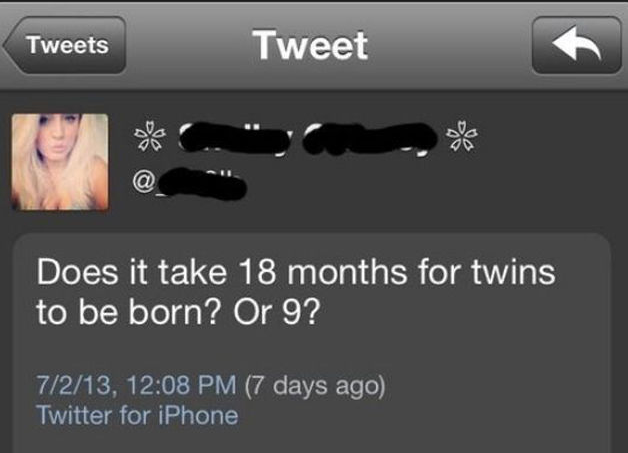 Tweets
Tweet
@
Does it take 18 months for twins
to be born? Or 9?
7/2/13, 12:08 PM (7 days ago)
Twitter for iPhone